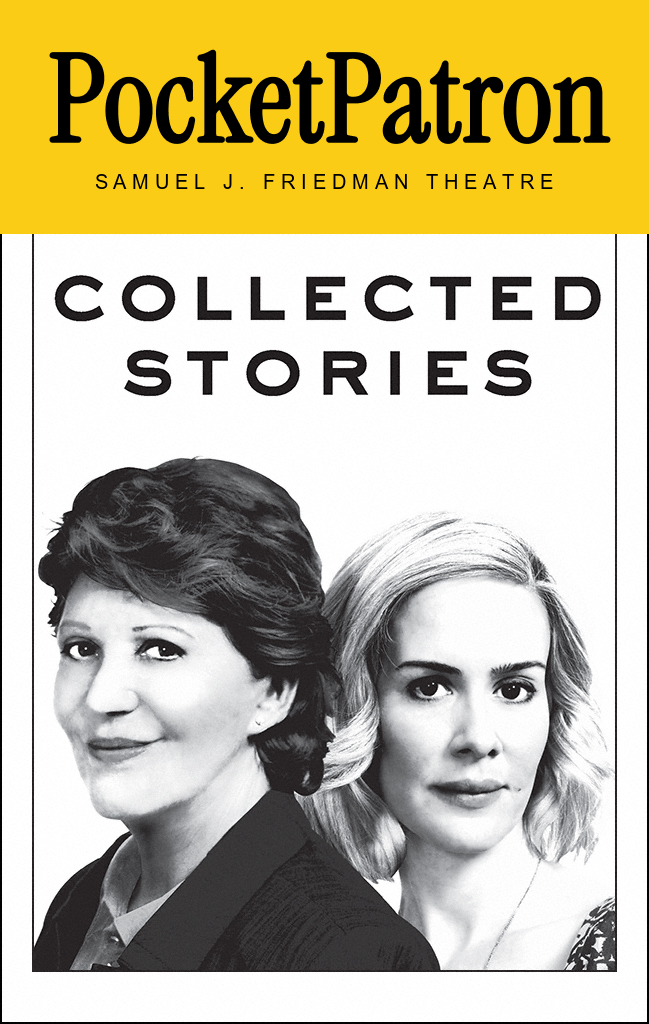 PocketPatron
SAMUEL J. FRIEDMAN THEATRE
COLLECTED
STORIES